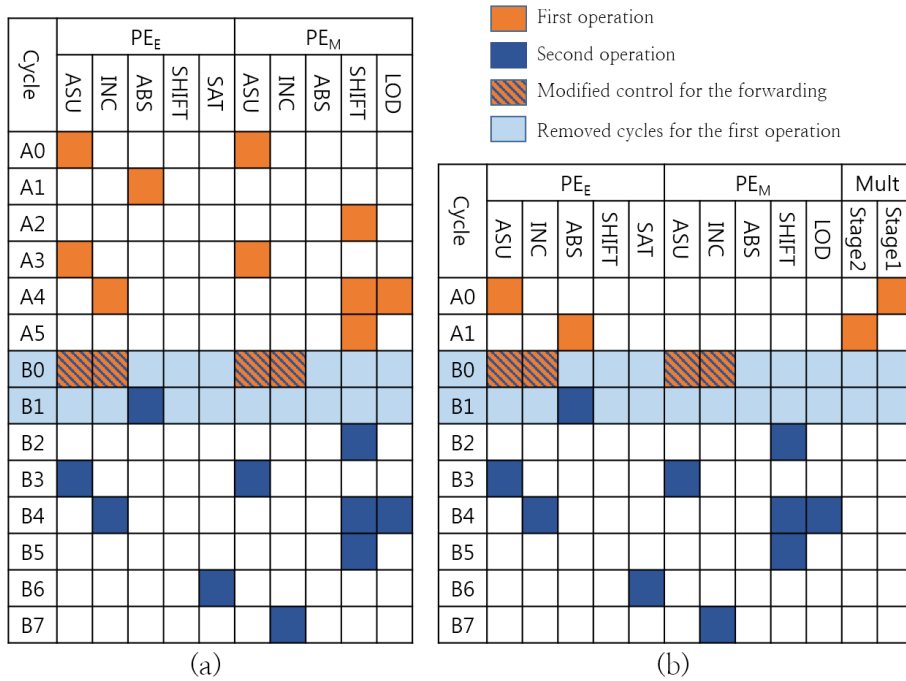 First operation
Second operation
Modified control for the forwarding
Removed cycles for the first operation
Cycle PEE PEM
ASU INC ABS SHIFT SAT ASU INC ABS SHIFT LOD
A0
A1
A2
A3
A4
A5
B0
B1
B2
B3
B4
B5
B6
B7
(a)
Cycle PEE PEM Mult
ASU INC ABS SHIFT SAT ASU INC ABS SHIFT LOD Stage2 Stage1
A0
A1
B0
B1
B2
B3
B4
B5
B6
B7
(b)